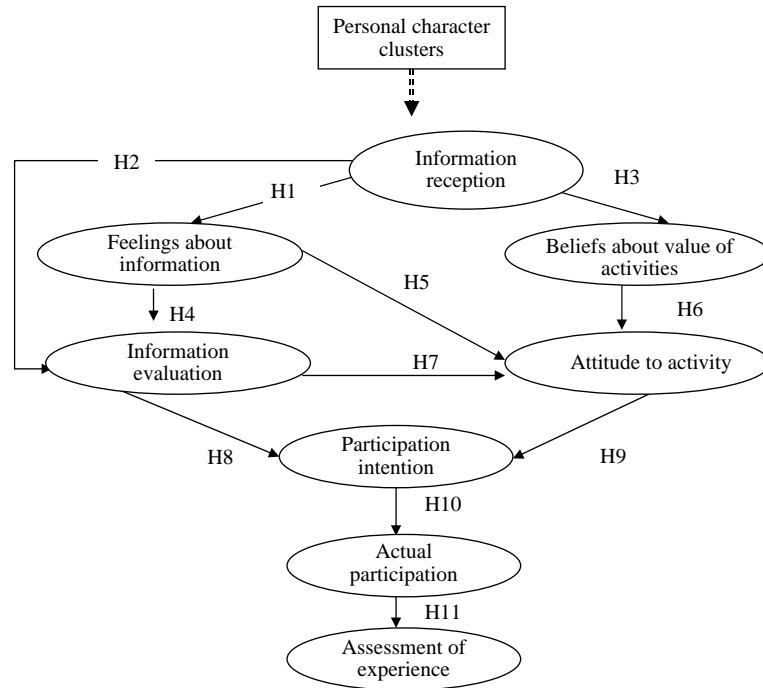 Personal character
clusters
Information
reception
H2
H3
H1
Feelings about
information
Beliefs about value of
activities
H5
H4
H6
Information
evaluation
H7
Attitude to activity
Participation
intention
H8
H9
H10
Actual
participation
H11
Assessment of
experience